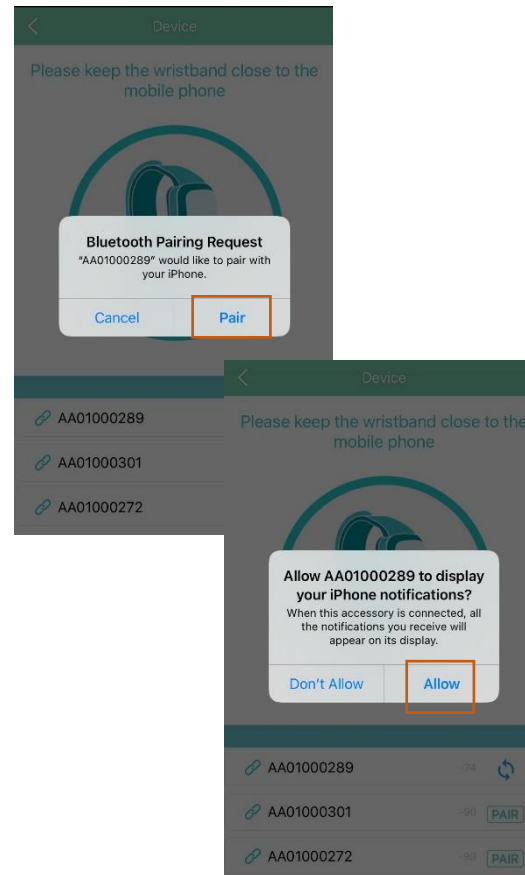 Device
Please keep the wristband close to the
mobile phone
Bluetooth Pairing Request
"AA01000289" would like to pair with
your iPhone.
Cancel
Pair
AA01000289
AA01000301
AA01000272
Device
Please keep the wristband close to the
mobile phone
Allow AA01000289 to display
your iPhone notifications?
When this accessory is connected, all
the notifications you receive will
appear on its display.
Don't Allow
Allow
AA01000289 -74
AA01000301 -90 PAIR
AA01000272 -99 PAIR